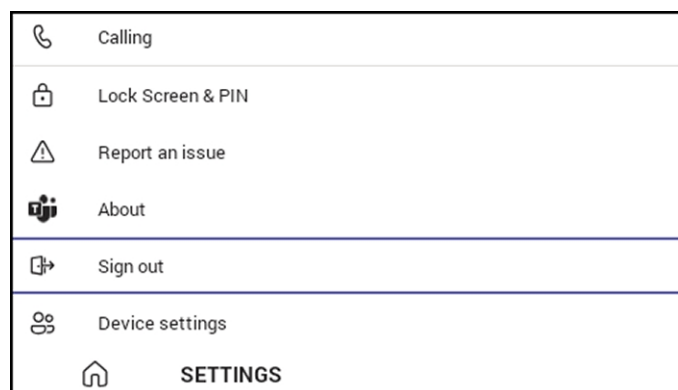 Calling
Lock Screen & PIN
Report an issue
About
Sign out
Device settings
SETTINGS